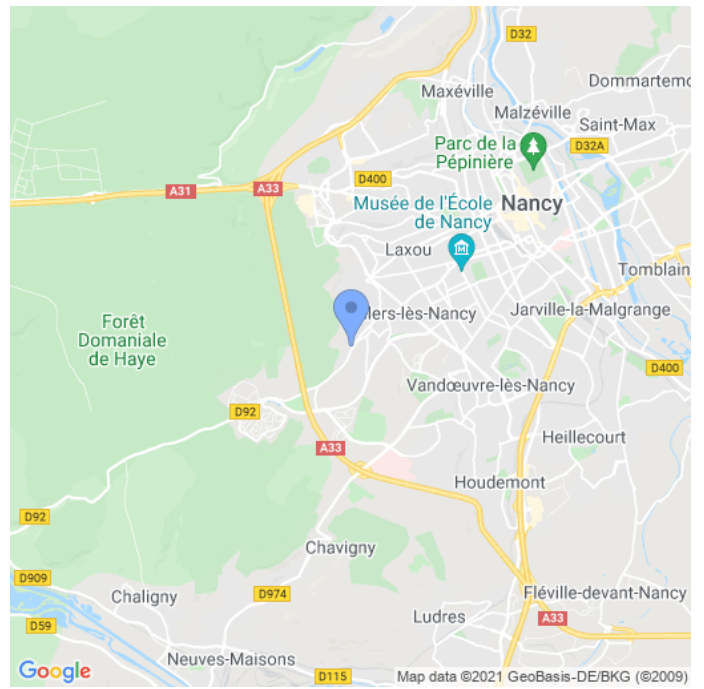 D32
Dommartemo
Maxéville
Malzéville
Saint-Max
Parc de la
Pépinière
D32A
D400
A31
A33
Musée de l'École
de Nancy
Nancy
Laxou
Tomblain
lers-lès-Nancy
Jarville-la-Malgrange
Forêt
Domaniale
de Haye
D400
Vandœuvre-lès-Nancy
D92
Heillecourt
A33
Houdemont
D92
Chavigny
D909
Chaligny
D974
Fléville-devant-Nancy
Ludres
A33
D59
Neuves-Maisons
Google
D115
Map data ©2021 GeoBasis-DE/BKG (©2009)